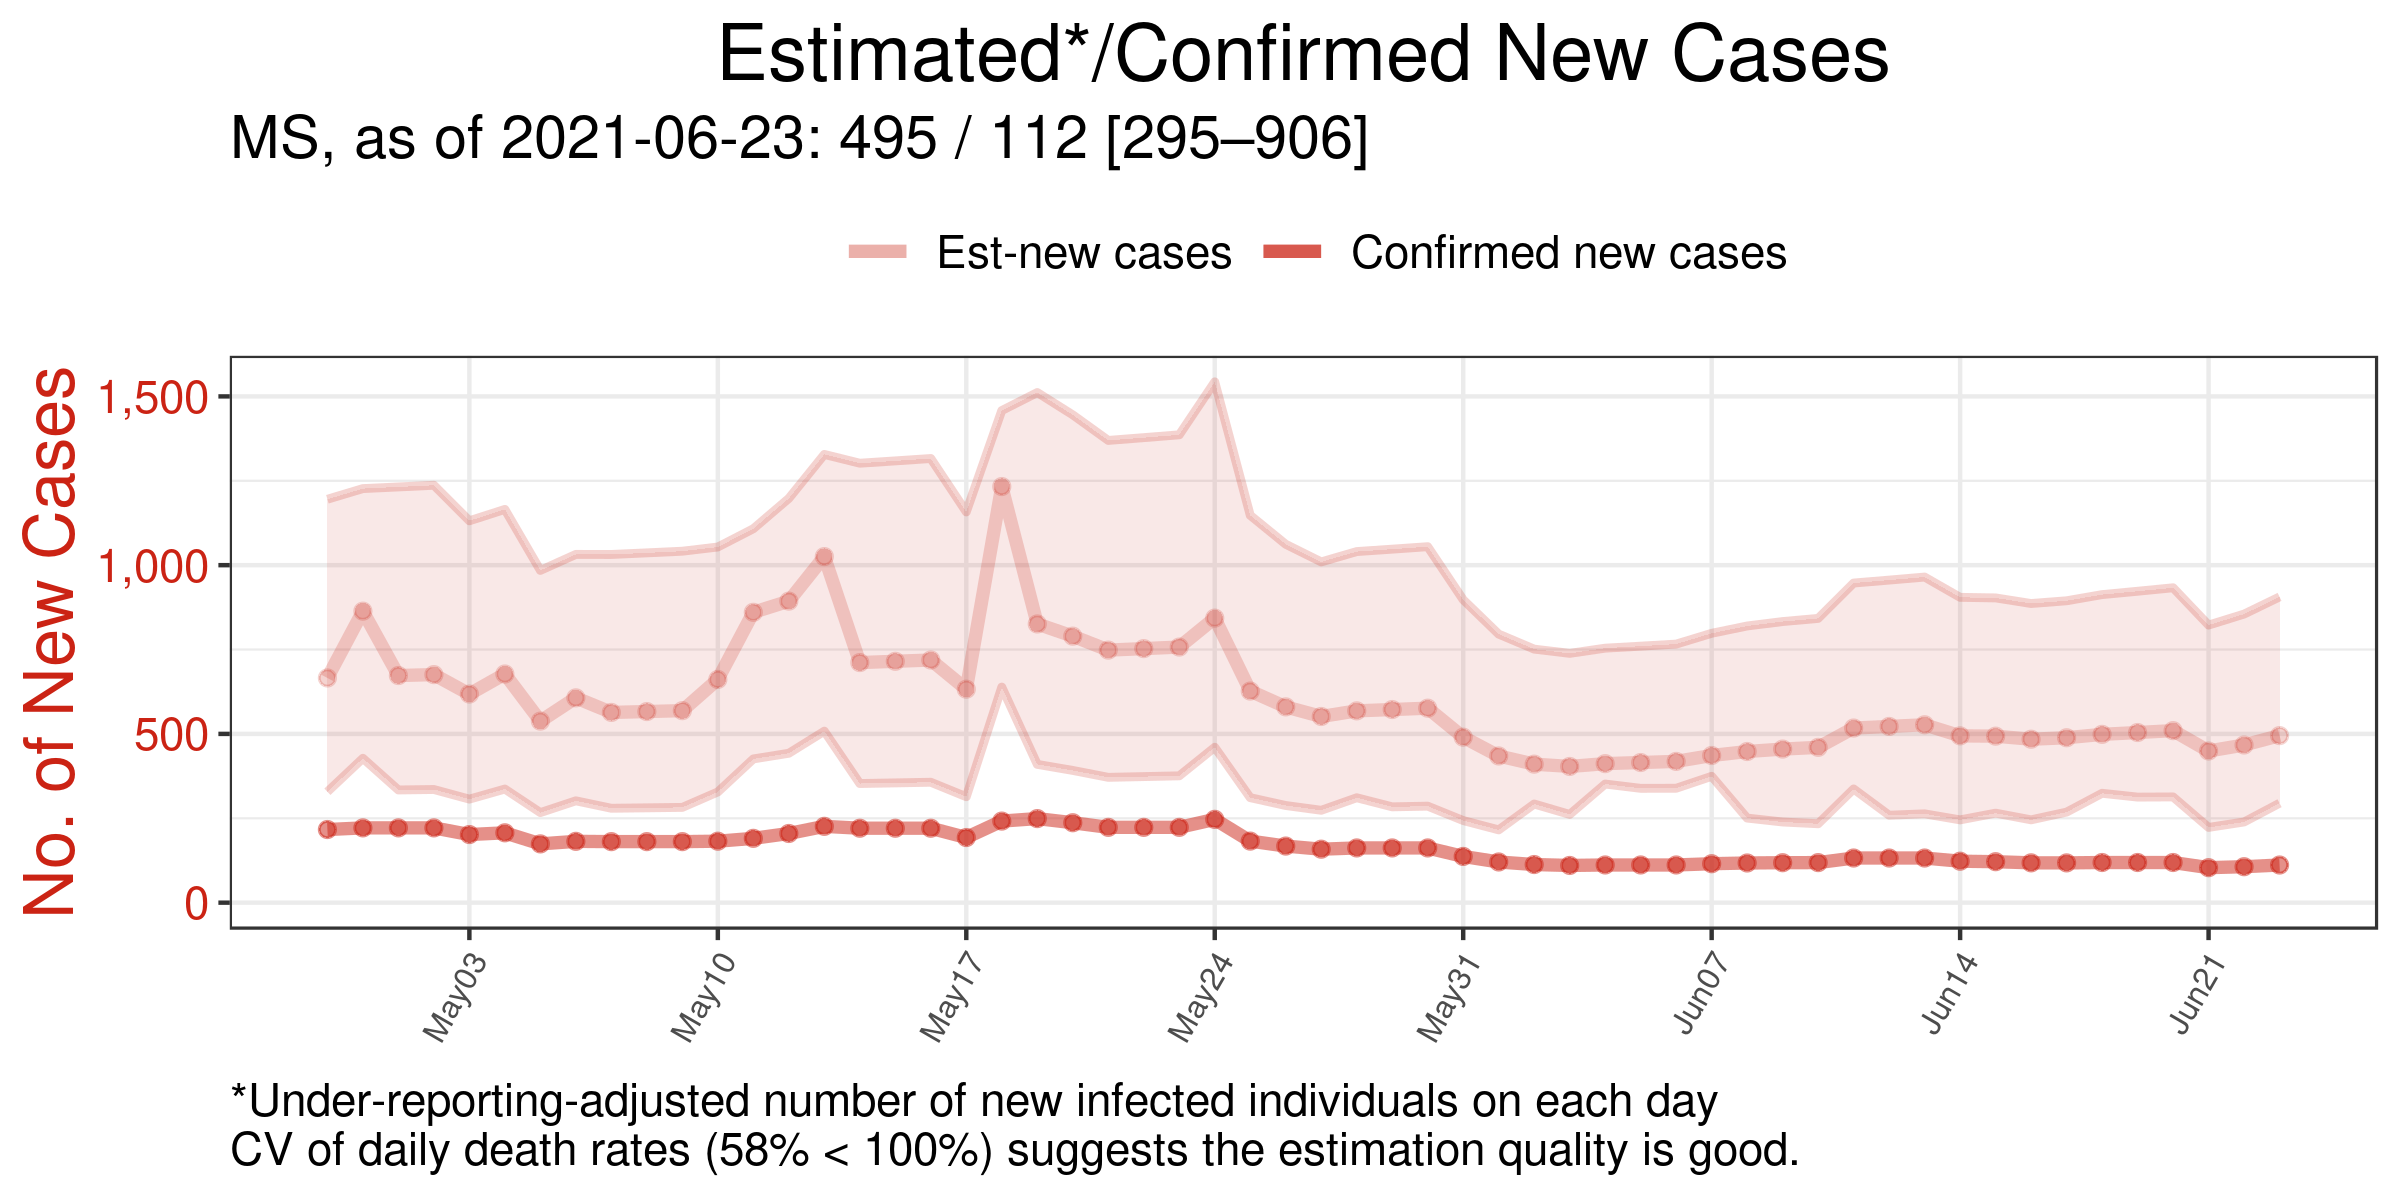 Estimated*/Confirmed New Cases
MS, as of 2021-06-23: 495 / 112 [295–906]
Est-new cases
Confirmed new cases
No. of New Cases
1,500
1,000
500
0
May03
May10
May17
May24
May31
Jun07
Jun14
Jun21
*Under-reporting-adjusted number of new infected individuals on each day
CV of daily death rates (58% < 100%) suggests the estimation quality is good.